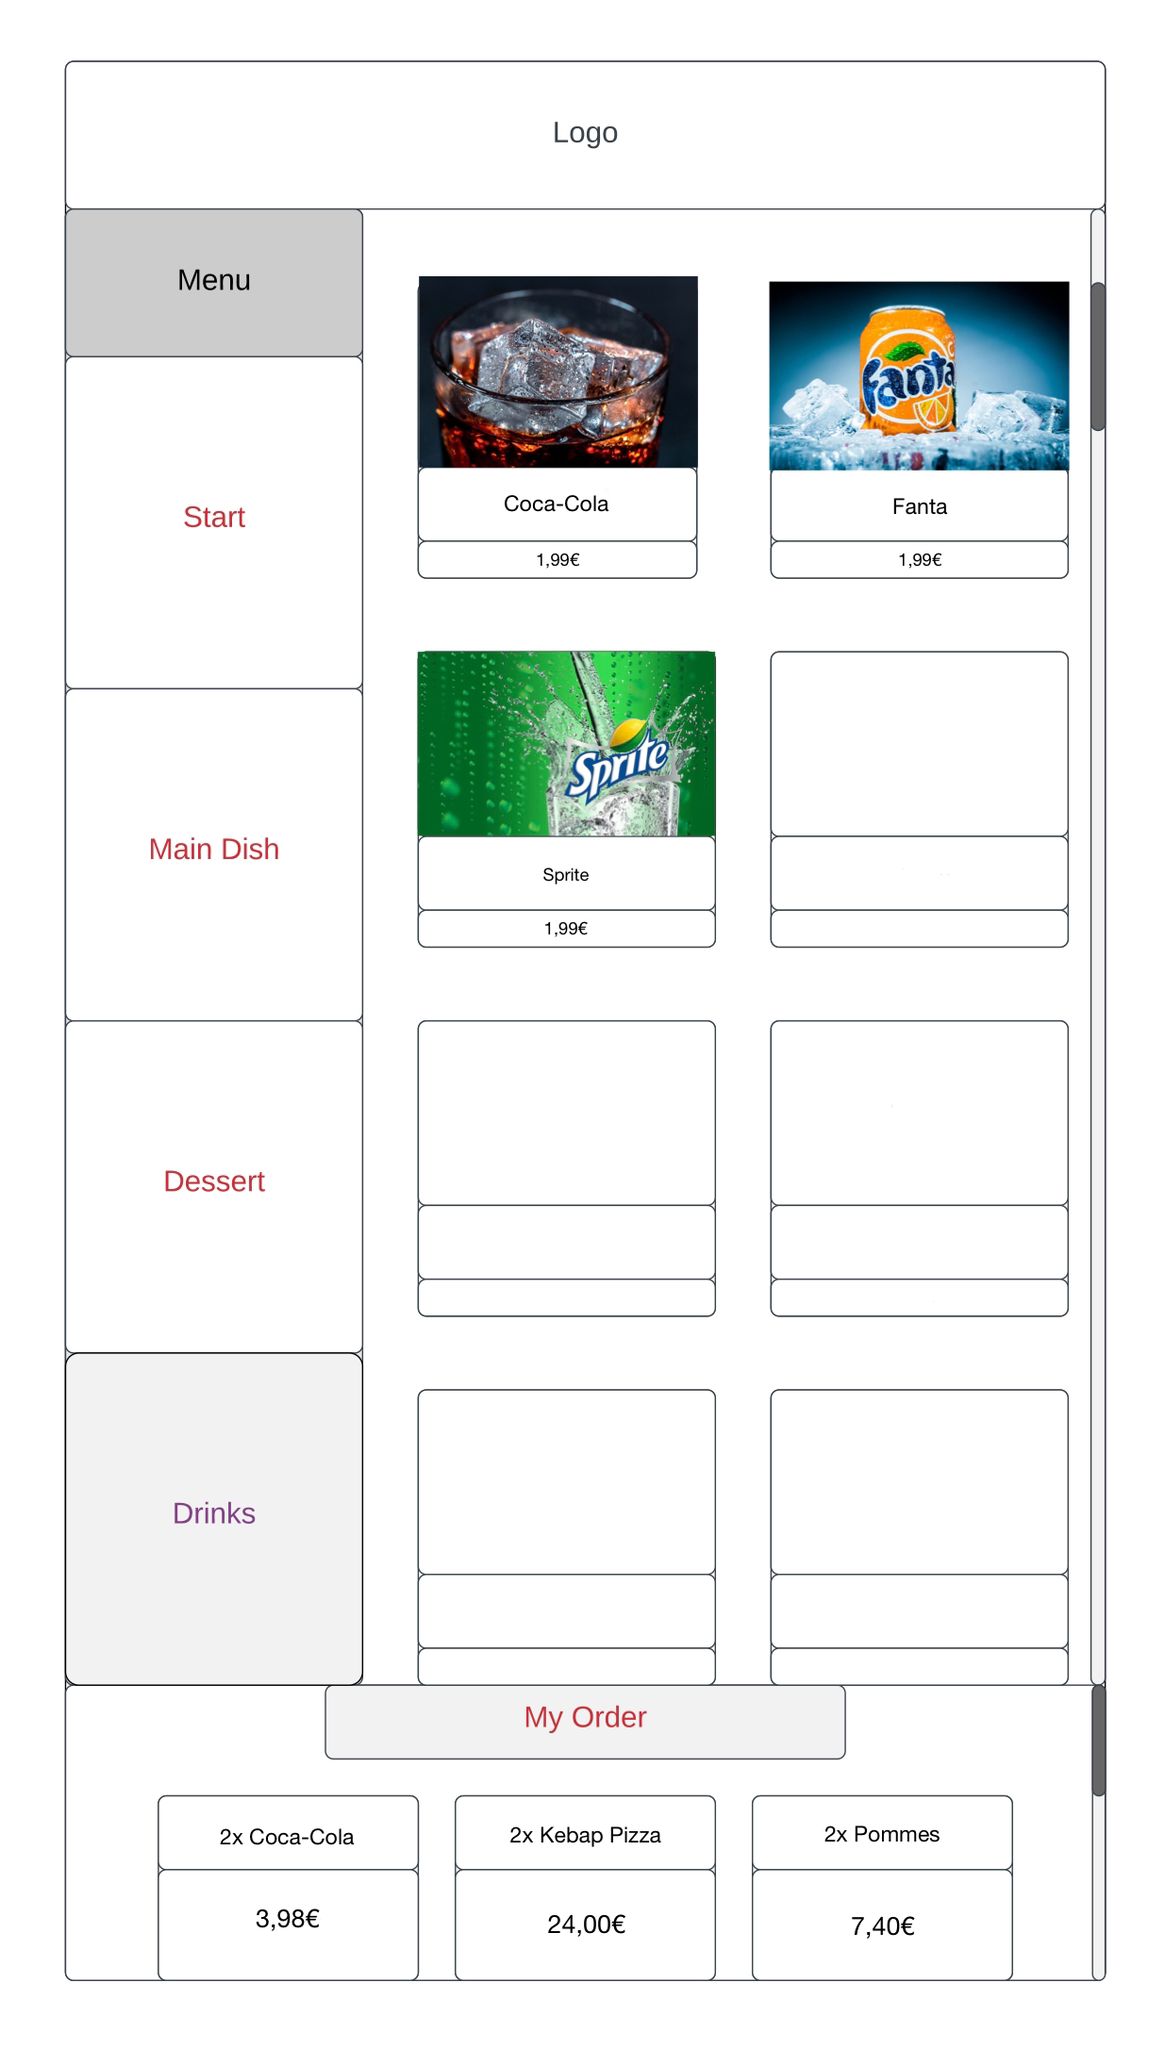 Logo
Menu
Start
Main Dish
Dessert
Drinks
Fanta
Coca-Cola
1,99€
Fanta
1,99€
Sprite
Sprite
1,99€
My Order
2x Coca-Cola
3,98€
2x Kebap Pizza
24,00€
2x Pommes
7,40€